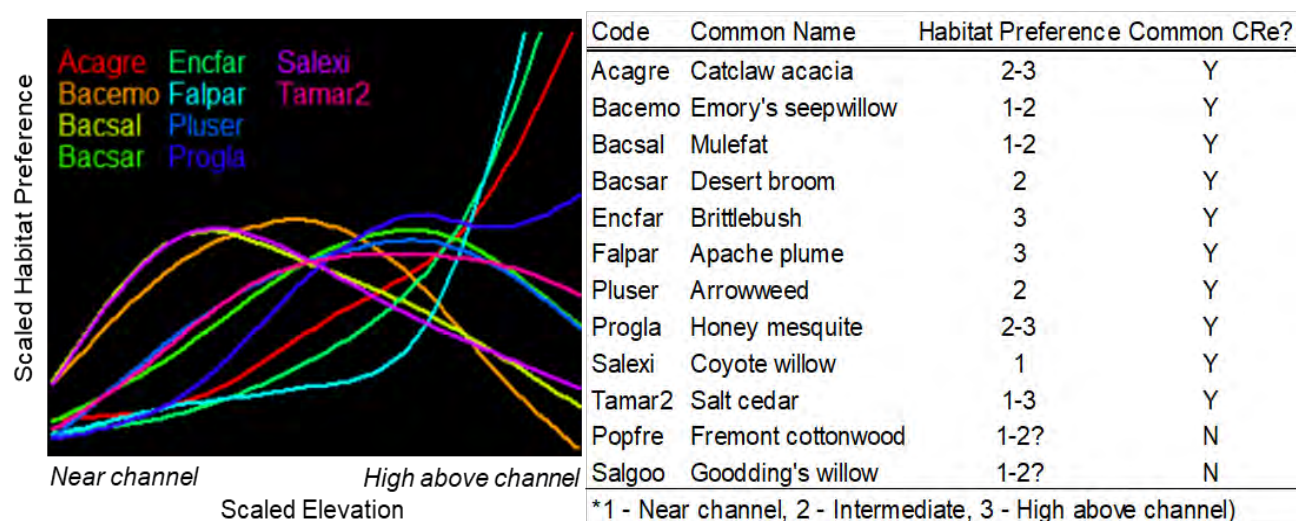 Acagre Encfar Salexi
Bacemo Falpar Tamar2
Bacsal Pluser
Bacsar Progla
Scaled Habitat Preference
Near channel High above channel
Scaled Elevation
Code Common Name Habitat Preference Common CRe?
Acagre Catclaw acacia 2-3 Y
Bacemo Emory's seepwillow 1-2 Y
Bacsal Mulefat 1-2 Y
Bacsar Desert broom 2 Y
Encfar Brittlebush 3 Y
Falpar Apache plume 3 Y
Pluser Arrowweed 2 Y
Progla Honey mesquite 2-3 Y
Salexi Coyote willow 1 Y
Tamar2 Salt cedar 1-3 Y
Popfre Fremont cottonwood 1-2? N
Salgoo Goodding's willow 1-2? N
*1 - Near channel, 2 - Intermediate, 3 - High above channel)